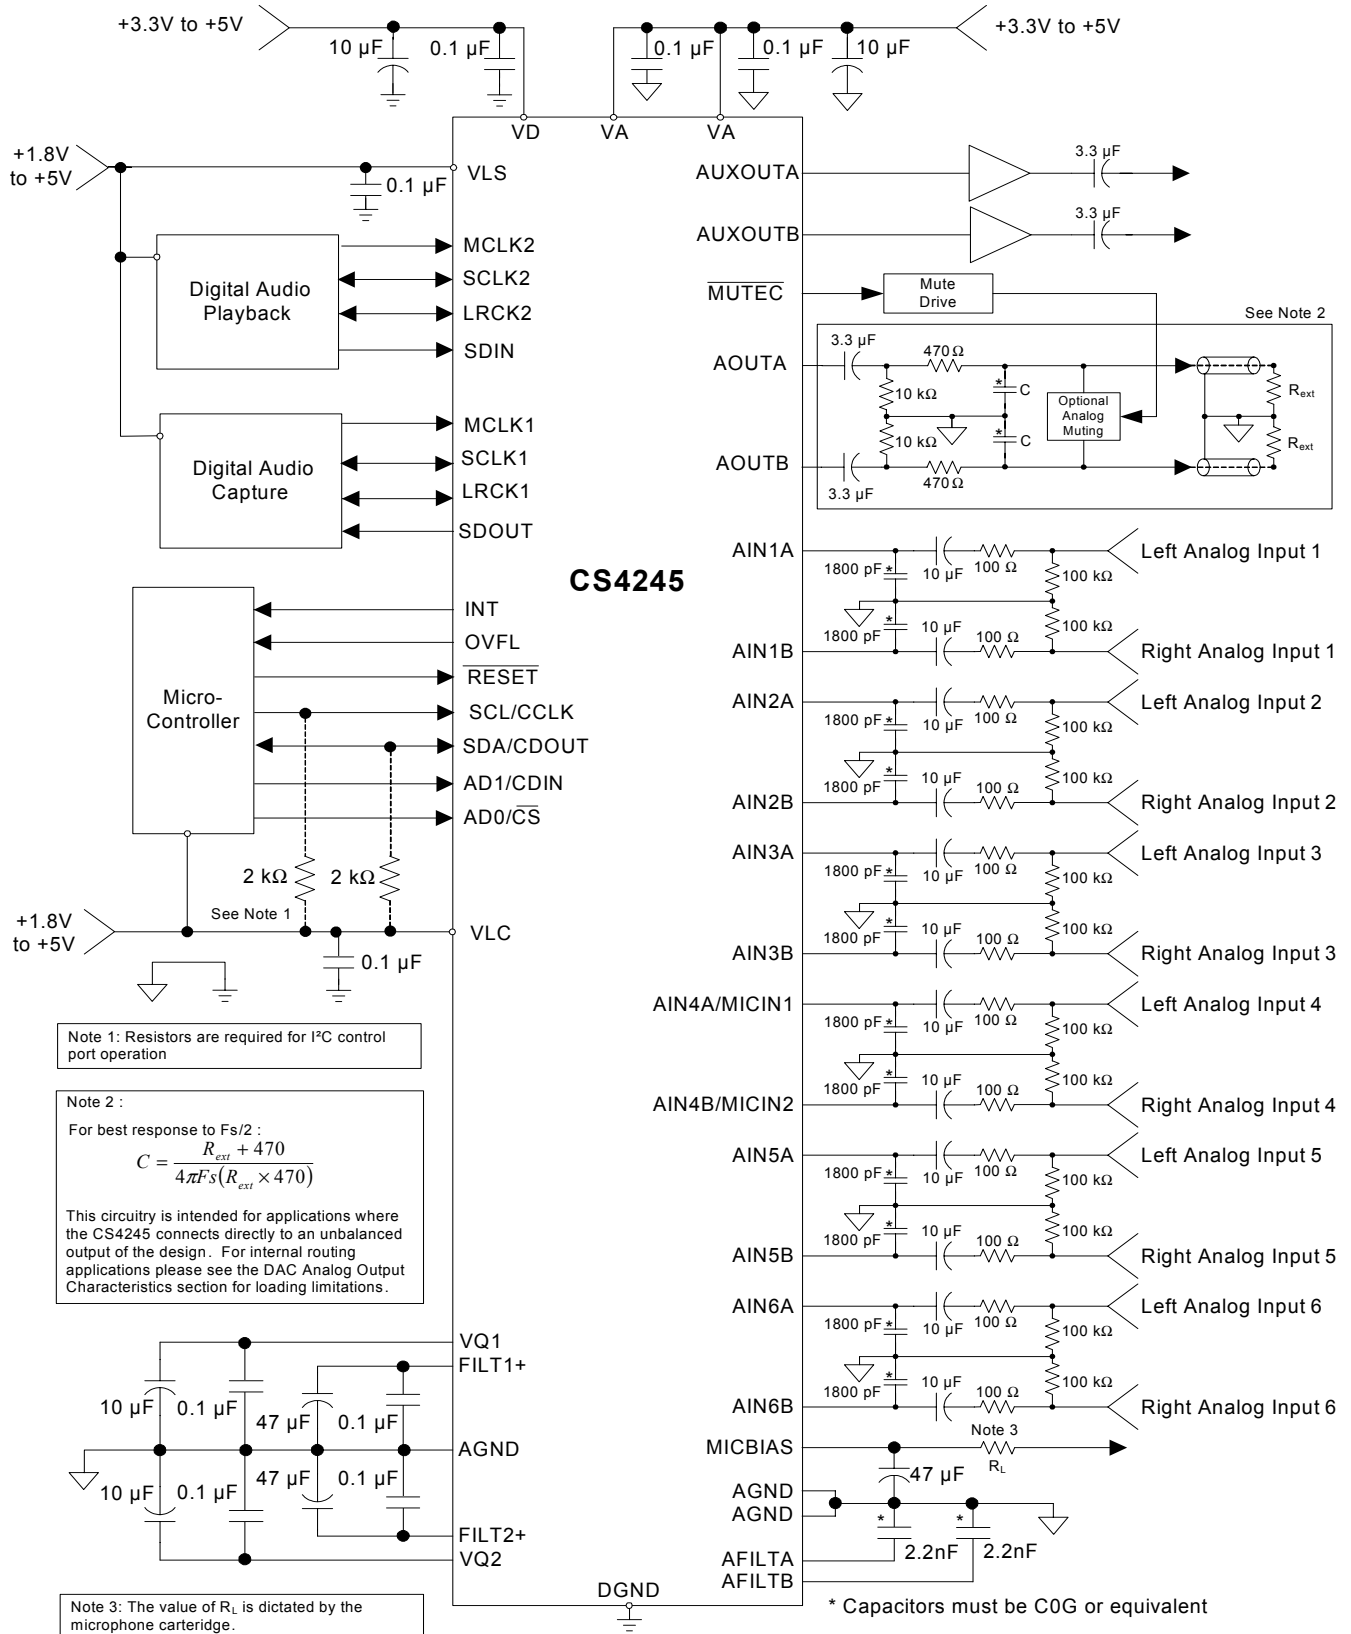 +3.3V to +5V
10 µF
0.1 µF
0.1 µF
0.1 µF
10 µF
+3.3V to +5V
VD
VA
VA
+1.8V
to +5V
0.1 µF
VLS
Digital Audio
Playback
MCLK2
SCLK2
LRCK2
SDIN
Digital Audio
Capture
MCLK1
SCLK1
LRCK1
SDOUT
Micro-
Controller
INT
OVFL
RESET
SCL/CCLK
SDA/CDOUT
AD1/CDIN
AD0/CS
2 kΩ
2 kΩ
See Note 1
+1.8V
to +5V
VLC
0.1 µF
CS4245
Note 1: Resistors are required for I²C control
port operation
Note 2 :
For best response to Fs/2 :
C = (R_ext + 470) / (4πFs(R_ext × 470))
This circuitry is intended for applications where
the CS4245 connects directly to an unbalanced
output of the design. For internal routing
applications please see the DAC Analog Output
Characteristics section for loading limitations.
VQ1
FILT1+
10 µF
0.1 µF
47 µF
0.1 µF
AGND
10 µF
0.1 µF
47 µF
0.1 µF
FILT2+
VQ2
Note 3: The value of R_L is dictated by the
microphone carteridge.
DGND
AUXOUTA
3.3 µF
AUXOUTB
3.3 µF
MUTEC
Mute
Drive
See Note 2
AOUTA
3.3 µF
470 Ω
10 kΩ
* C
Optional
Analog
Muting
R_ext
10 kΩ
* C
R_ext
AOUTB
3.3 µF
470 Ω
AIN1A
1800 pF *
10 µF
100 Ω
100 kΩ
Left Analog Input 1
AIN1B
1800 pF *
10 µF
100 Ω
100 kΩ
Right Analog Input 1
AIN2A
1800 pF *
10 µF
100 Ω
100 kΩ
Left Analog Input 2
AIN2B
1800 pF *
10 µF
100 Ω
100 kΩ
Right Analog Input 2
AIN3A
1800 pF *
10 µF
100 Ω
100 kΩ
Left Analog Input 3
AIN3B
1800 pF *
10 µF
100 Ω
100 kΩ
Right Analog Input 3
AIN4A/MICIN1
1800 pF *
10 µF
100 Ω
100 kΩ
Left Analog Input 4
AIN4B/MICIN2
1800 pF *
10 µF
100 Ω
100 kΩ
Right Analog Input 4
AIN5A
1800 pF *
10 µF
100 Ω
100 kΩ
Left Analog Input 5
AIN5B
1800 pF *
10 µF
100 Ω
100 kΩ
Right Analog Input 5
AIN6A
1800 pF *
10 µF
100 Ω
100 kΩ
Left Analog Input 6
AIN6B
1800 pF *
10 µF
100 Ω
100 kΩ
Right Analog Input 6
MICBIAS
Note 3
R_L
47 µF
AGND
AGND
* 2.2nF
* 2.2nF
AFILTA
AFILTB
* Capacitors must be C0G or equivalent